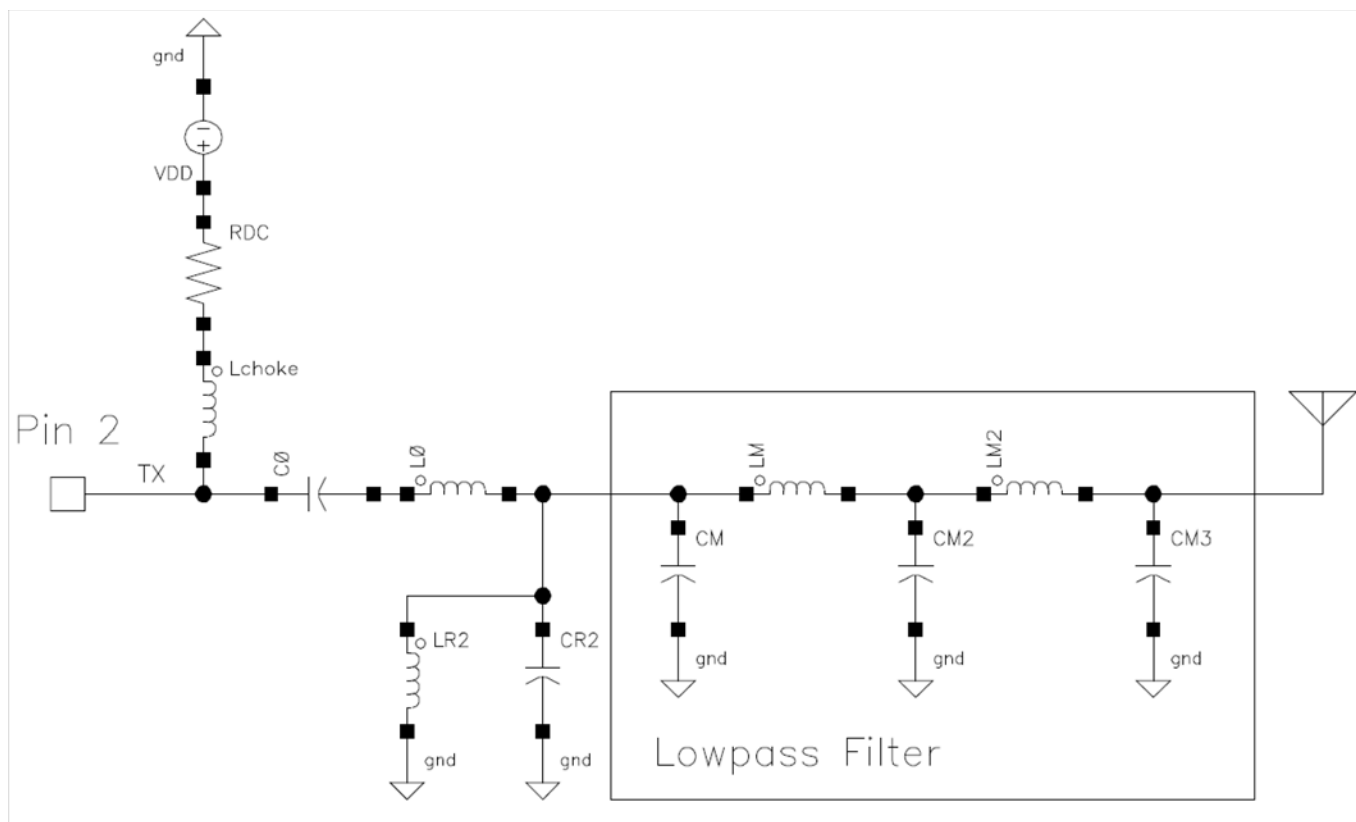 gnd
− +
VDD
RDC
Lchoke
Pin 2
TX
CØ
LØ
LM
LM2
CM
CM2
CM3
LR2
CR2
gnd
gnd
gnd
gnd
gnd
Lowpass Filter